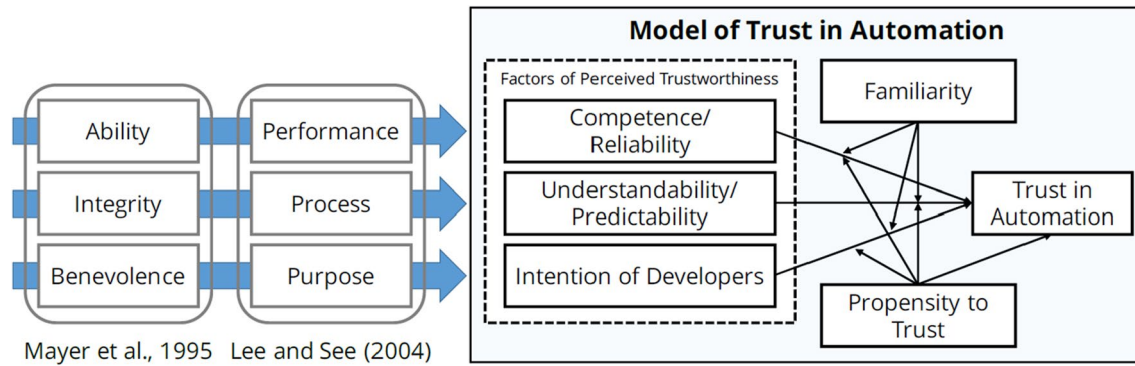 Model of Trust in Automation
Factors of Perceived Trustworthiness
Ability
Performance
Competence/
Reliability
Familiarity
Integrity
Process
Understandability/
Predictability
Trust in
Automation
Benevolence
Purpose
Intention of Developers
Propensity to
Trust
Mayer et al., 1995
Lee and See (2004)